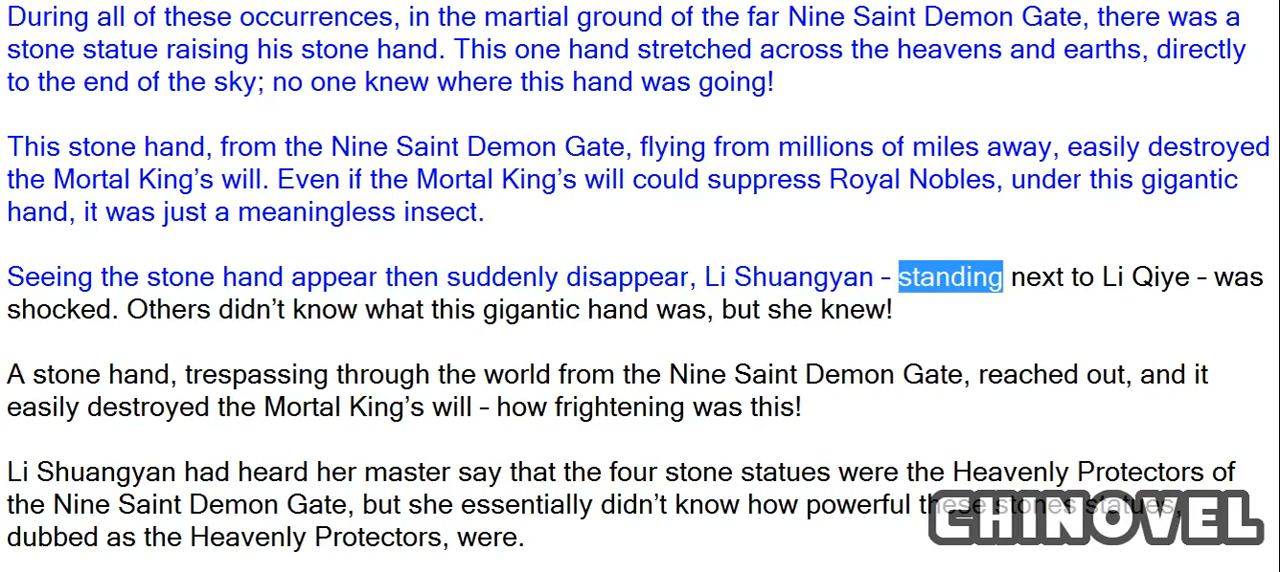 During all of these occurrences, in the martial ground of the far Nine Saint Demon Gate, there was a
stone statue raising his stone hand. This one hand stretched across the heavens and earths, directly
to the end of the sky; no one knew where this hand was going!
This stone hand, from the Nine Saint Demon Gate, flying from millions of miles away, easily destroyed
the Mortal King’s will. Even if the Mortal King’s will could suppress Royal Nobles, under this gigantic
hand, it was just a meaningless insect.
Seeing the stone hand appear then suddenly disappear, Li Shuangyan – standing next to Li Qiye – was
shocked. Others didn’t know what this gigantic hand was, but she knew!
A stone hand, trespassing through the world from the Nine Saint Demon Gate, reached out, and it
easily destroyed the Mortal King’s will – how frightening was this!
Li Shuangyan had heard her master say that the four stone statues were the Heavenly Protectors of
the Nine Saint Demon Gate, but she essentially didn’t know how powerful these stones statues,
dubbed as the Heavenly Protectors, were.
CHINOVEL